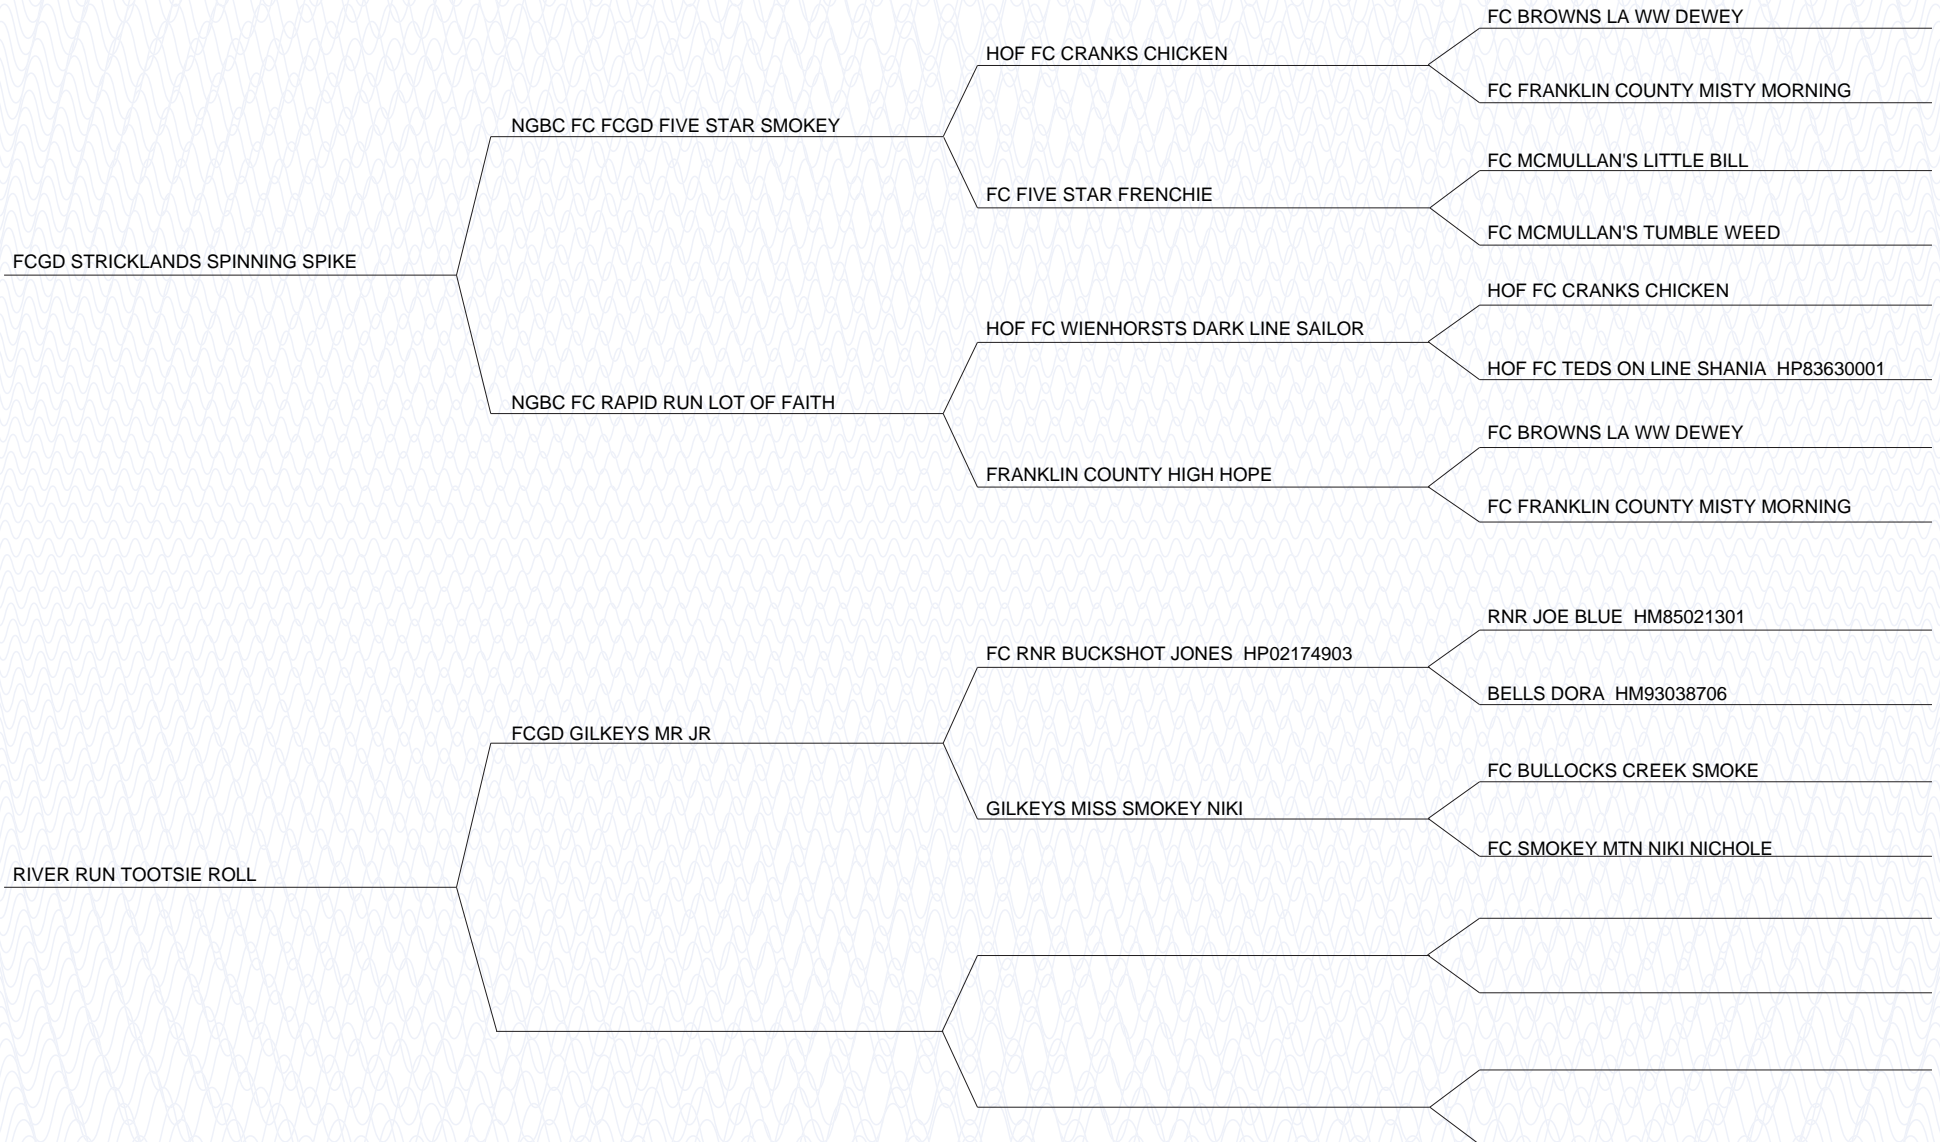 FC BROWNS LA WW DEWEY
HOF FC CRANKS CHICKEN
FC FRANKLIN COUNTY MISTY MORNING
NGBC FC FCGD FIVE STAR SMOKEY
FC MCMULLAN'S LITTLE BILL
FC FIVE STAR FRENCHIE
FC MCMULLAN'S TUMBLE WEED
FCGD STRICKLANDS SPINNING SPIKE
HOF FC CRANKS CHICKEN
HOF FC WIENHORSTS DARK LINE SAILOR
HOF FC TEDS ON LINE SHANIA HP83630001
NGBC FC RAPID RUN LOT OF FAITH
FC BROWNS LA WW DEWEY
FRANKLIN COUNTY HIGH HOPE
FC FRANKLIN COUNTY MISTY MORNING
RNR JOE BLUE HM85021301
FC RNR BUCKSHOT JONES HP02174903
BELLS DORA HM93038706
FCGD GILKEYS MR JR
FC BULLOCKS CREEK SMOKE
GILKEYS MISS SMOKEY NIKI
FC SMOKEY MTN NIKI NICHOLE
RIVER RUN TOOTSIE ROLL